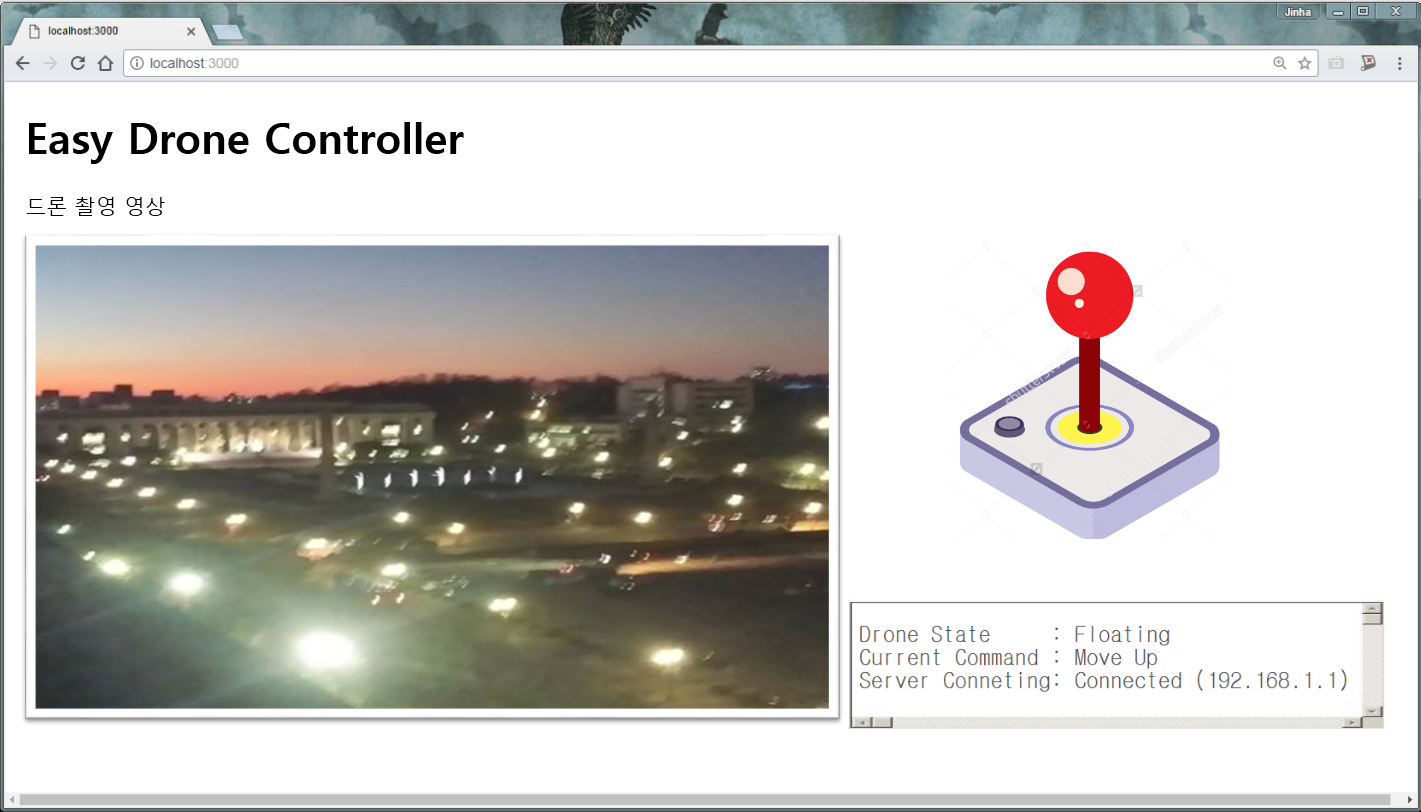 Jinha
localhost:3000
localhost:3000
Easy Drone Controller
드론 촬영 영상
shutterstock
Drone State : Floating
Current Command : Move Up
Server Conneting: Connected (192.168.1.1)